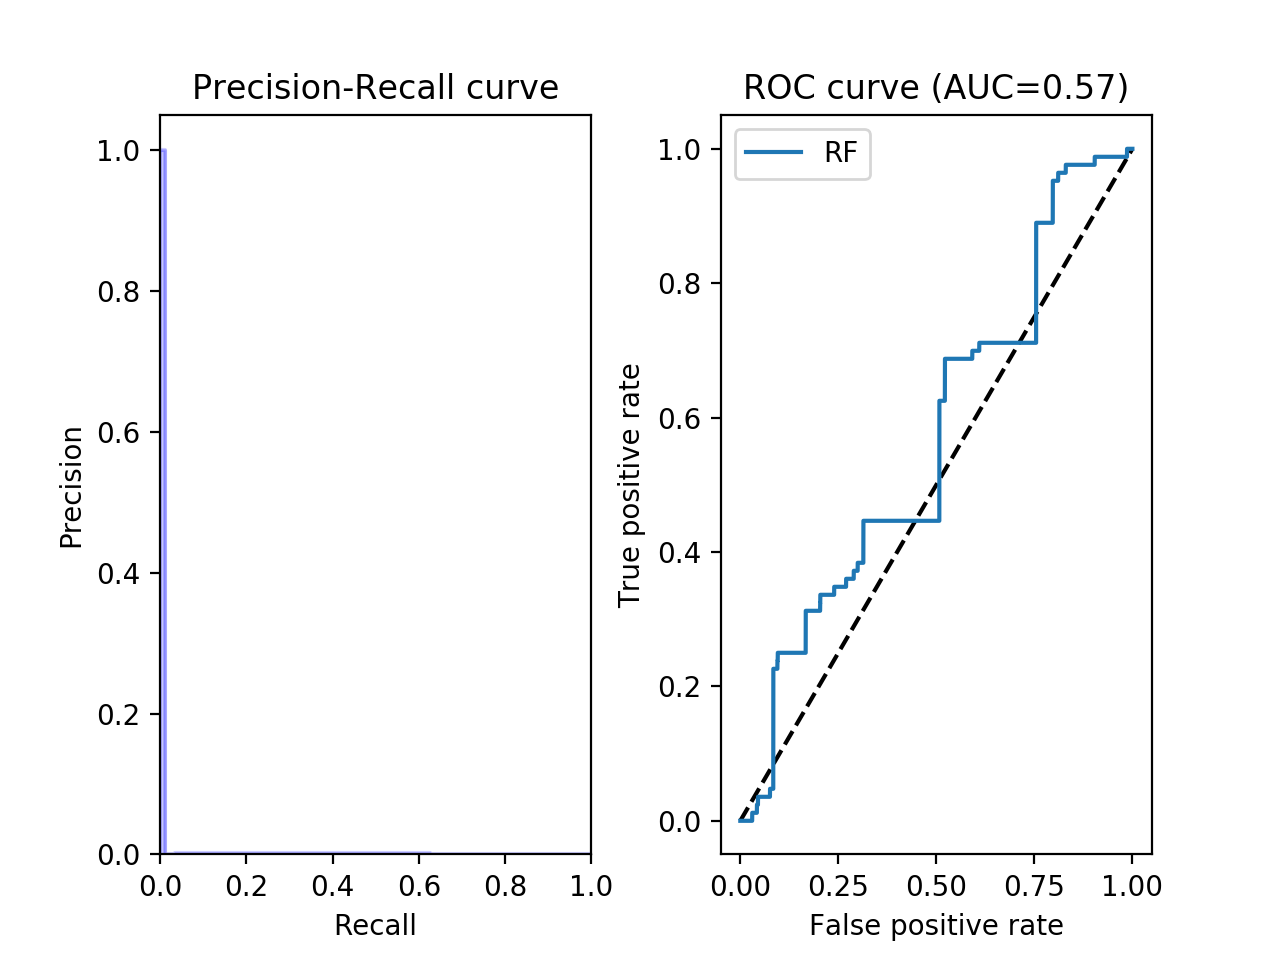 Precision-Recall curve
1.0
0.8
0.6
0.4
0.2
0.0
Precision
0.0 0.2 0.4 0.6 0.8 1.0
Recall
ROC curve (AUC=0.57)
RF
1.0
0.8
0.6
0.4
0.2
0.0
True positive rate
0.00 0.25 0.50 0.75 1.00
False positive rate